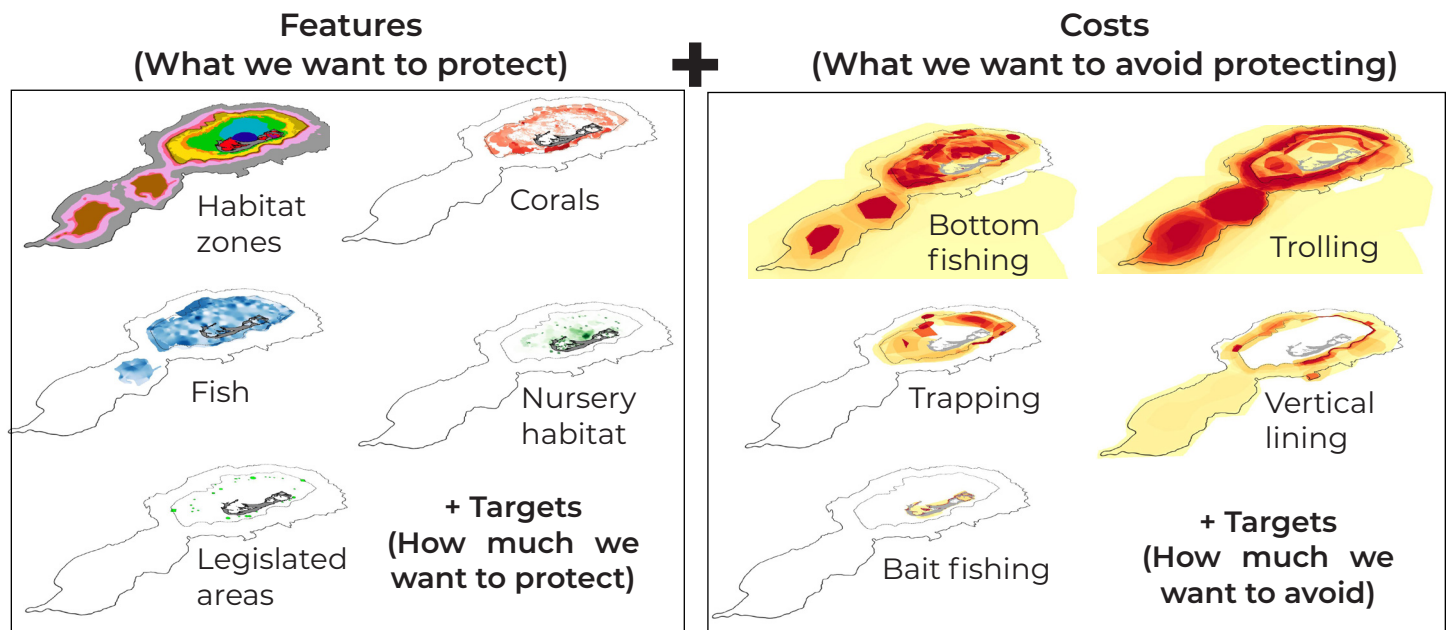 Features
(What we want to protect)
+
Costs
(What we want to avoid protecting)
Habitat
zones
Corals
Fish
Nursery
habitat
Legislated
areas
+ Targets
(How much we
want to protect)
Bottom
fishing
Trolling
Trapping
Vertical
lining
Bait fishing
+ Targets
(How much we
want to avoid)